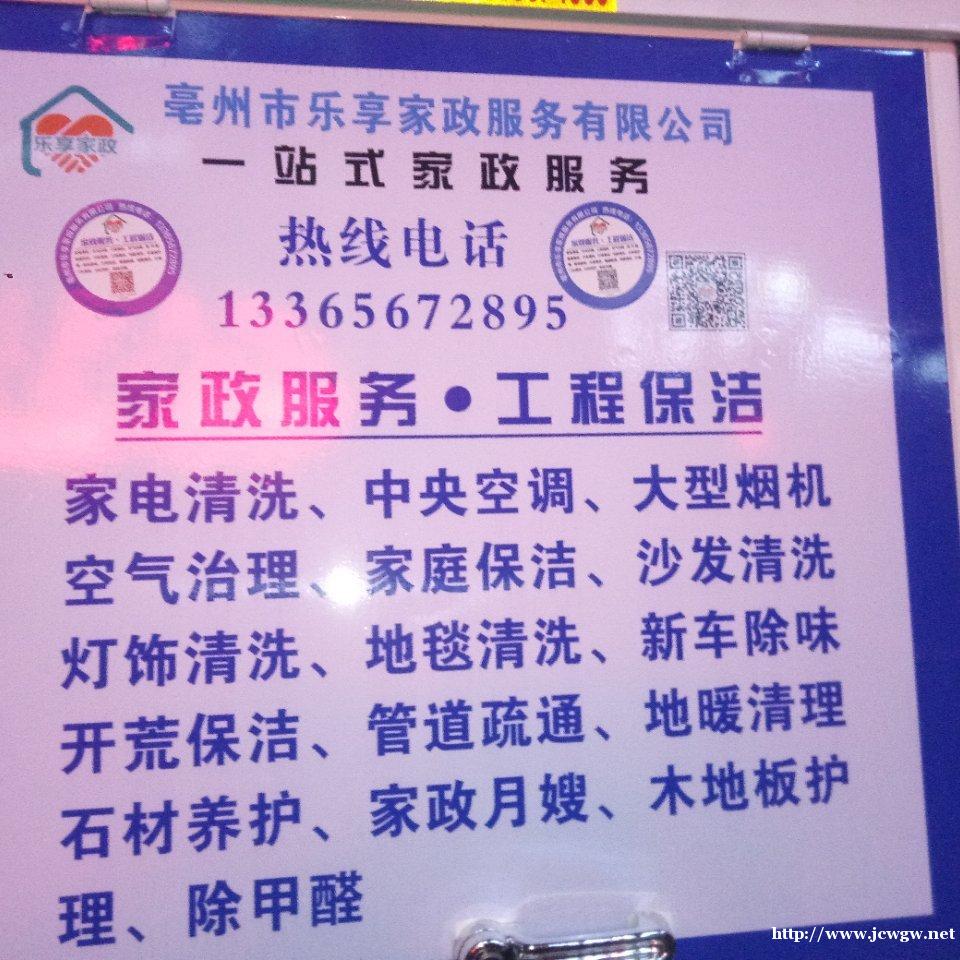 亳州市乐享家政服务有限公司
乐享家政
一站式家政服务
热线电话
13365672895
家政服务·工程保洁
家电清洗、中央空调、大型烟机
空气治理、家庭保洁、沙发清洗
灯饰清洗、地毯清洗、新车除味
开荒保洁、管道疏通、地暖清理
石材养护、家政月嫂、木地板护
理、除甲醛
http://www.jcwgw.net